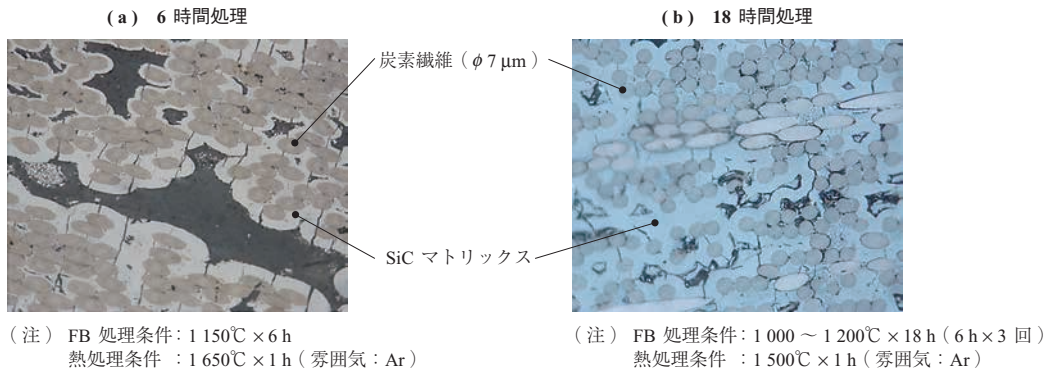 ( a ) 6 時間処理
( b ) 18 時間処理
炭素繊維 ( φ 7 μm )
SiC マトリックス
( 注 ) FB 処理条件 : 1 150℃ × 6 h
熱処理条件 : 1 650℃ × 1 h ( 雰囲気 : Ar )
( 注 ) FB 処理条件 : 1 000 ～ 1 200℃ × 18 h ( 6 h × 3 回 )
熱処理条件 : 1 500℃ × 1 h ( 雰囲気 : Ar )